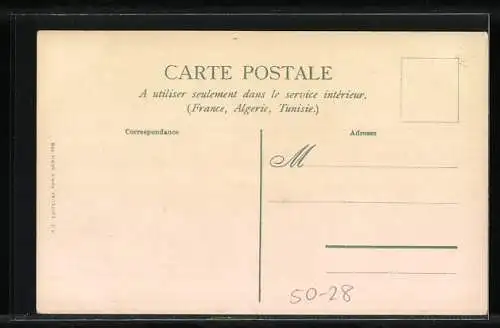 CARTE POSTALE
A utiliser seulement dans le service intérieur.
(France, Algerie, Tunisie.)
Correspondance
Adresse
M
50-28